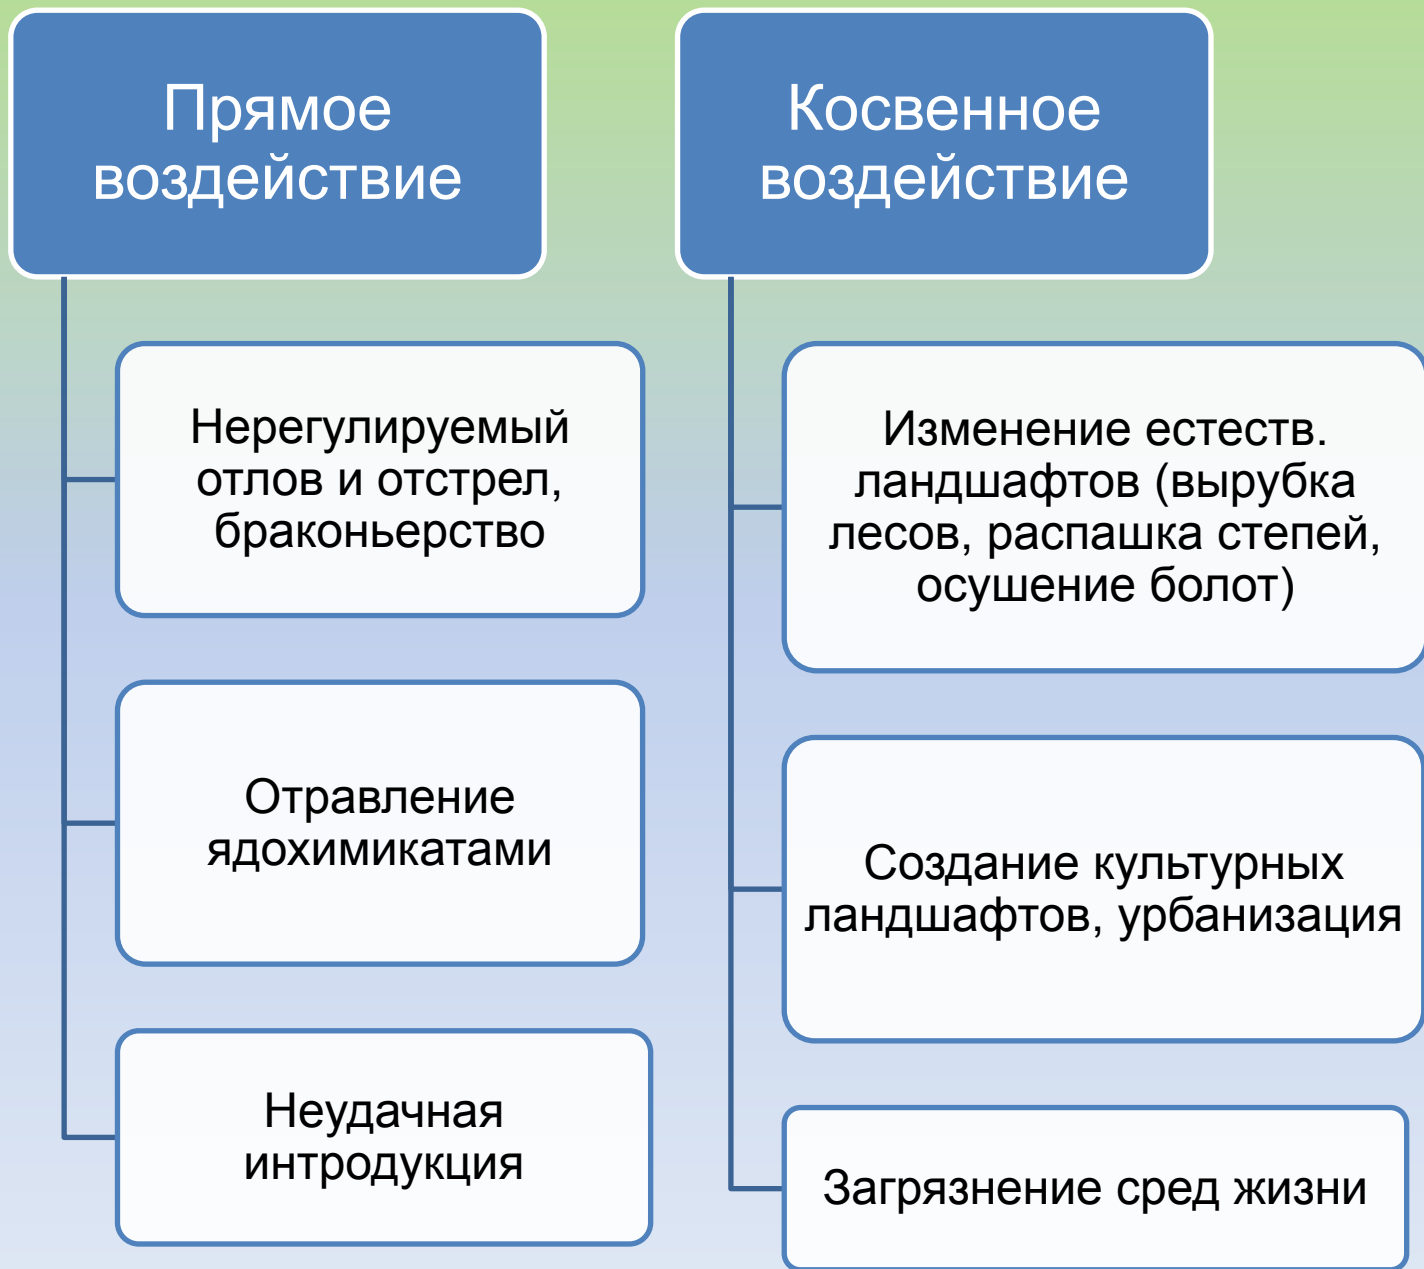 Прямое
воздействие
Нерегулируемый
отлов и отстрел,
браконьерство
Отравление
ядохимикатами
Неудачная
интродукция
Косвенное
воздействие
Изменение естеств.
ландшафтов (вырубка
лесов, распашка степей,
осушение болот)
Создание культурных
ландшафтов, урбанизация
Загрязнение сред жизни